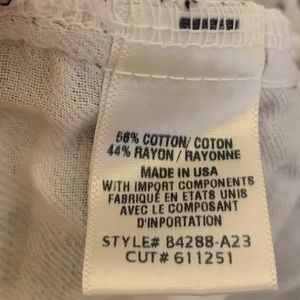 56% COTTON/ COTON
44% RAYON / RAYONNE
MADE IN USA
WITH IMPORT COMPONENTS
FABRIQUÉ EN ETATS UNIS
AVEC LE COMPOSANT
D'INPORTATION
STYLE# B4288-A23
CUT# 611251